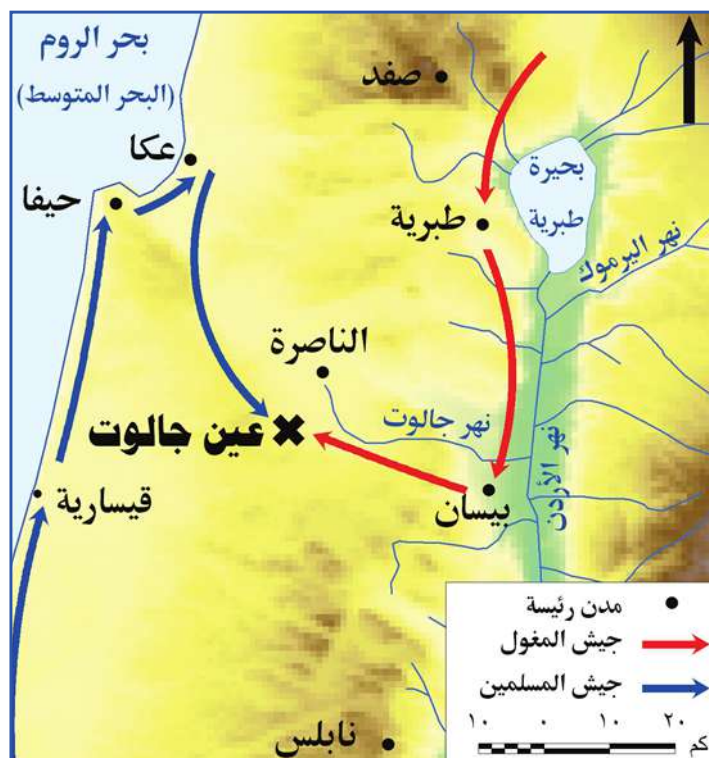 بحر الروم
(البحر المتوسط)
صفد
عكا
حيفا
بحيرة
طبرية
طبرية
نهر اليرموك
الناصرة
نهر جالوت
عين جالوت
نهر الأردن
قيسارية
بيسان
نابلس
مدن رئيسة
جيش المغول
جيش المسلمين
١٠ ٠ ١٠ ٢٠
كم